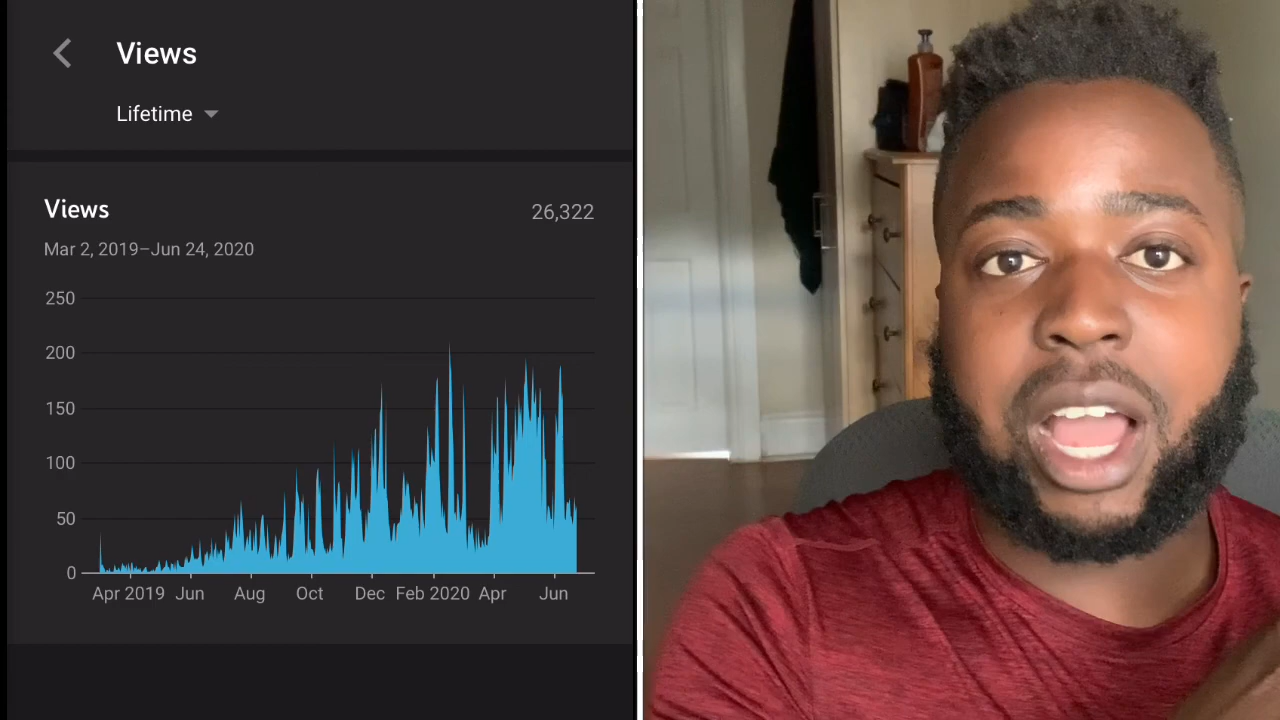 Views
Lifetime
Views
26,322
Mar 2, 2019–Jun 24, 2020
250
200
150
100
50
0
Apr 2019 Jun Aug Oct Dec Feb 2020 Apr Jun